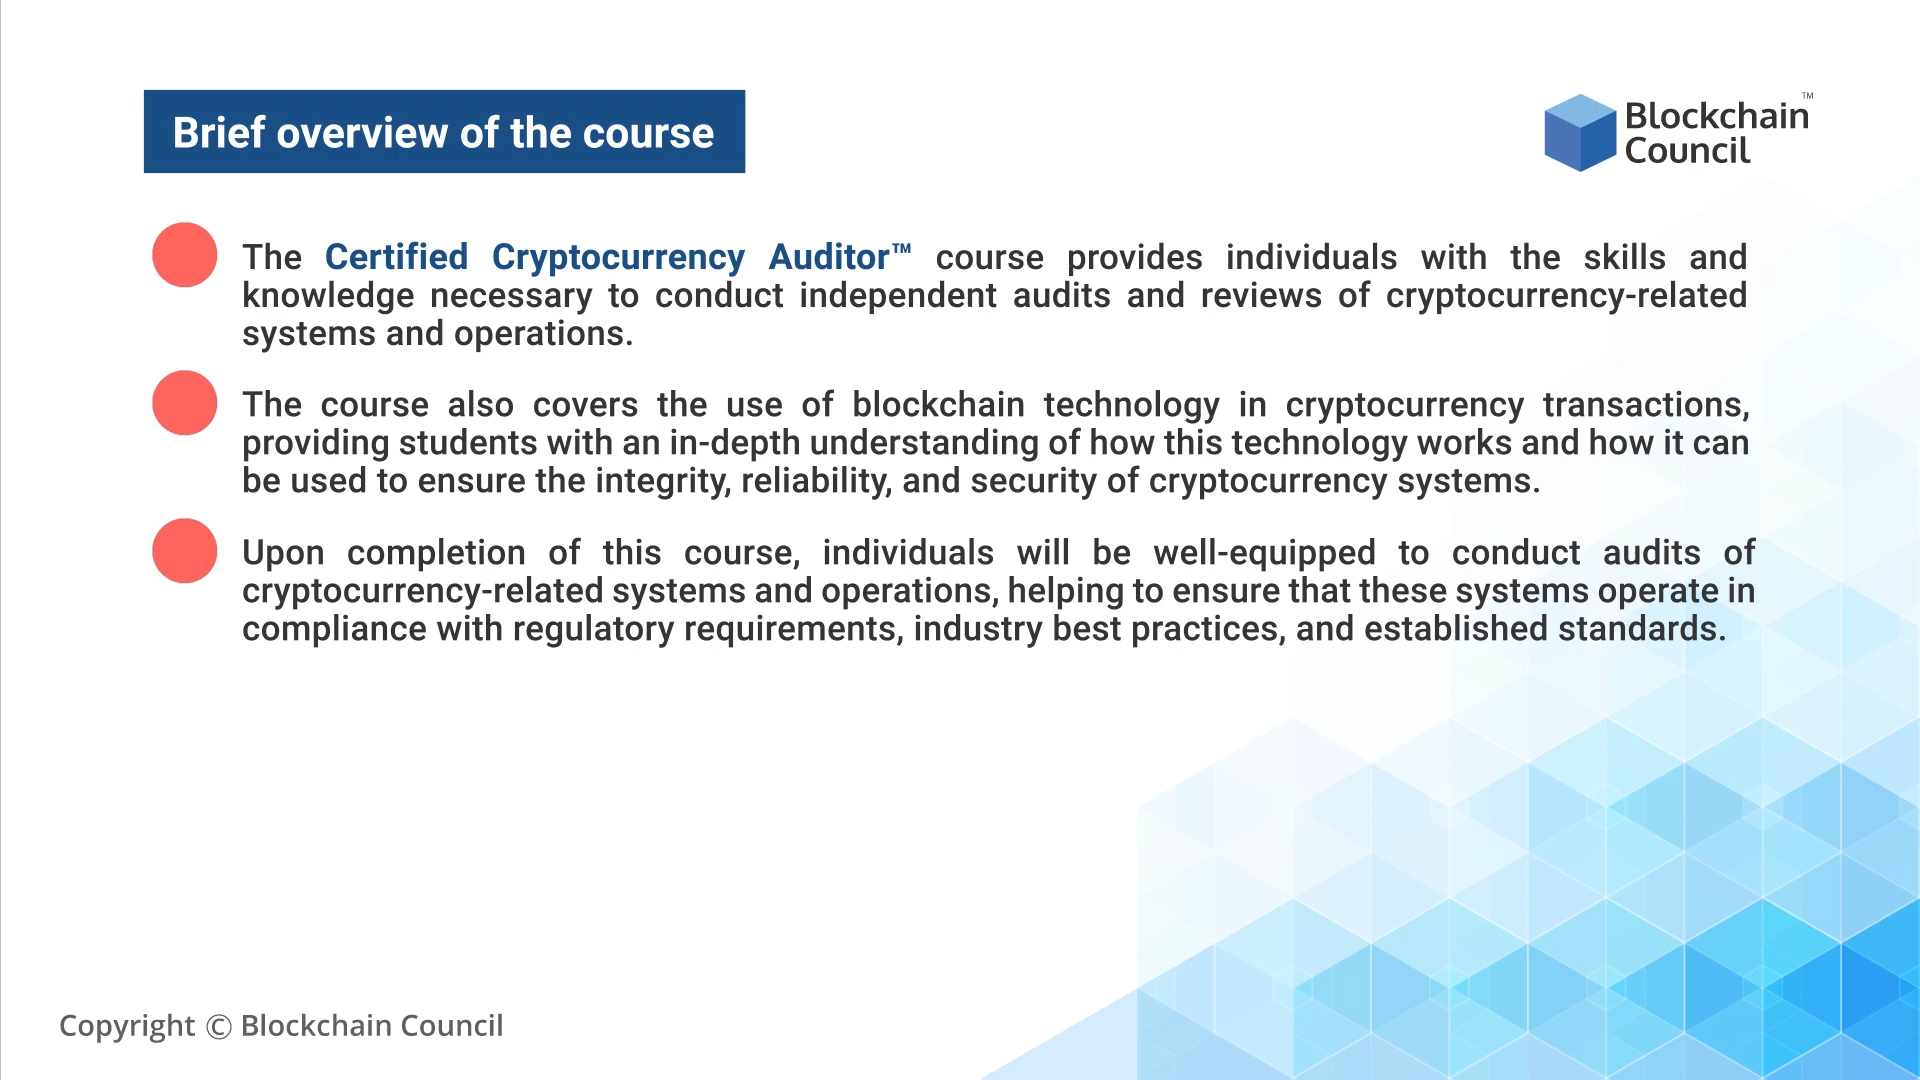 Brief overview of the course
Blockchain
Council
TM
The Certified Cryptocurrency Auditor™ course provides individuals with the skills and
knowledge necessary to conduct independent audits and reviews of cryptocurrency-related
systems and operations.
The course also covers the use of blockchain technology in cryptocurrency transactions,
providing students with an in-depth understanding of how this technology works and how it can
be used to ensure the integrity, reliability, and security of cryptocurrency systems.
Upon completion of this course, individuals will be well-equipped to conduct audits of
cryptocurrency-related systems and operations, helping to ensure that these systems operate in
compliance with regulatory requirements, industry best practices, and established standards.
Copyright © Blockchain Council